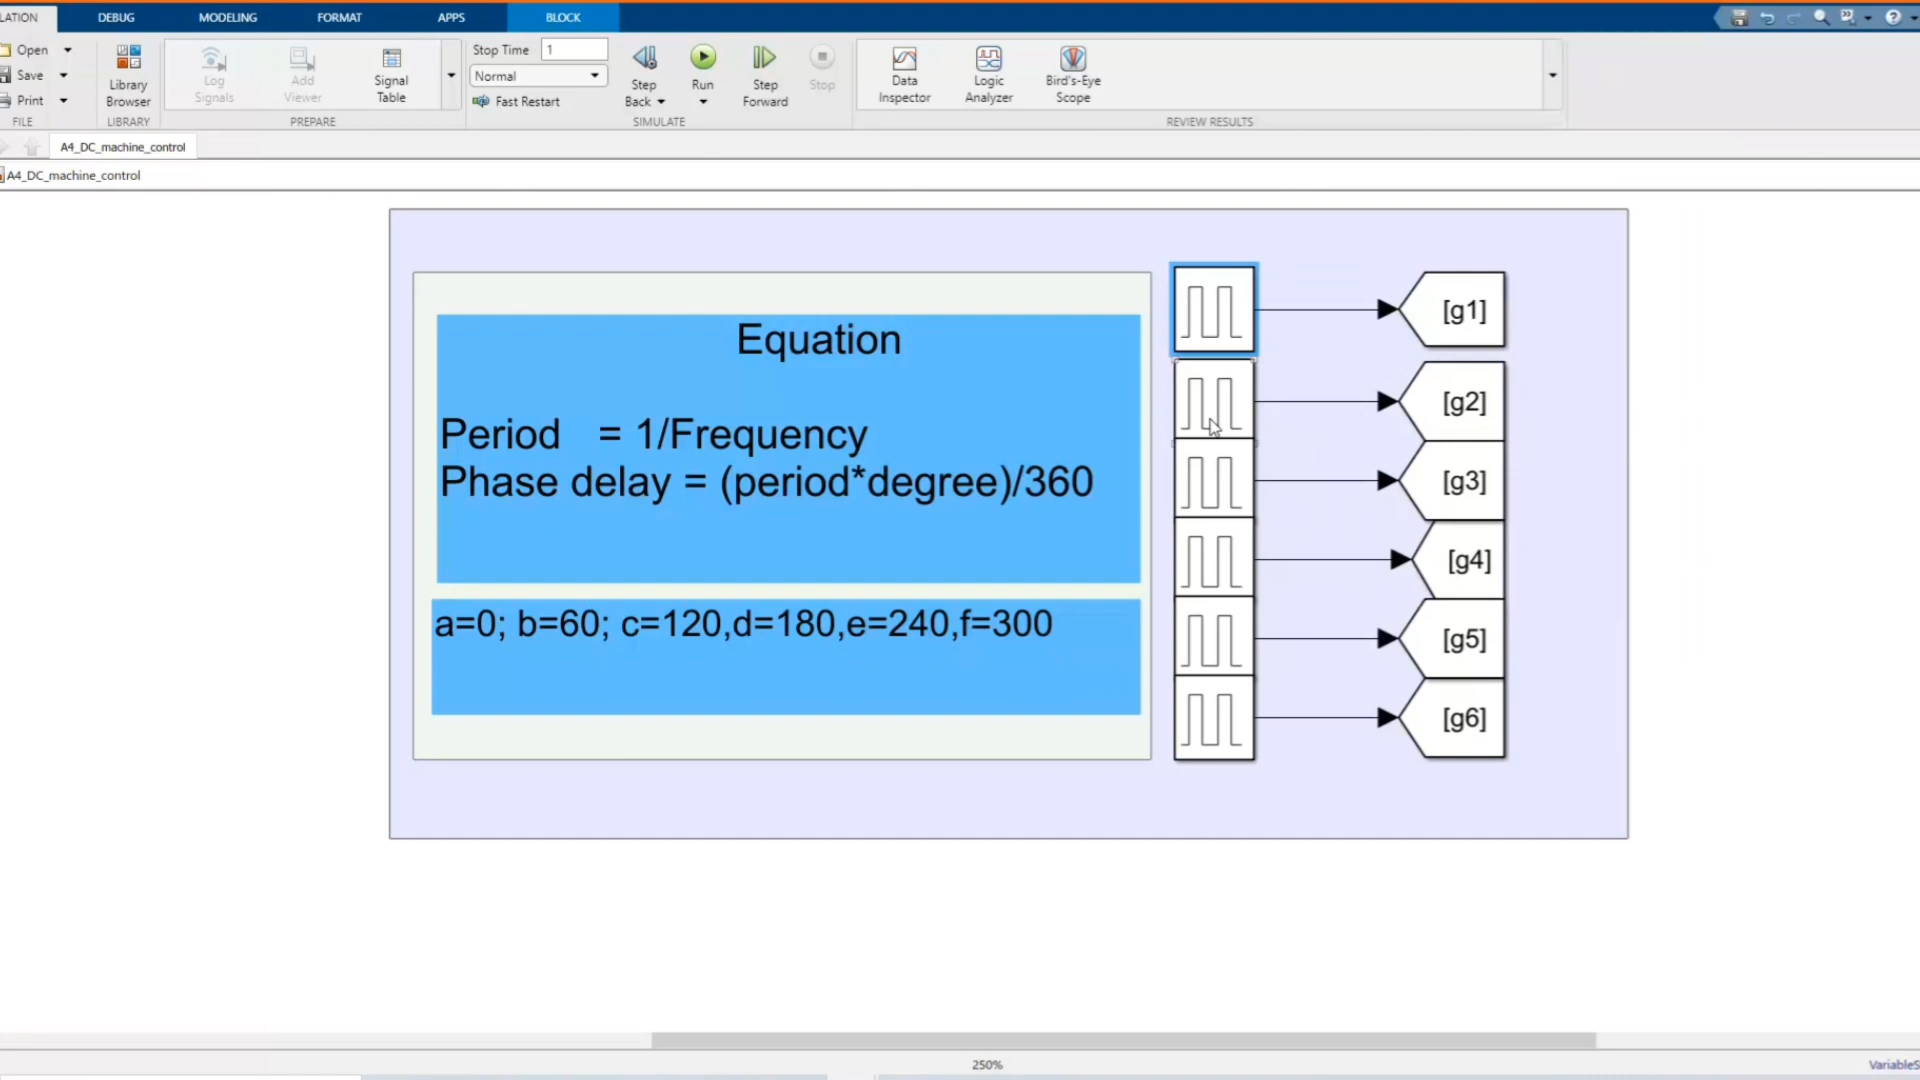 LATION DEBUG MODELING FORMAT APPS BLOCK
Open
Save
Print
FILE
Library
Browser
LIBRARY
Log
Signals
Add
Viewer
Signal
Table
PREPARE
Stop Time 1
Normal
Fast Restart
Step
Back
Run
Step
Forward
Stop
SIMULATE
Data
Inspector
Logic
Analyzer
Bird's-Eye
Scope
REVIEW RESULTS
A4_DC_machine_control
A4_DC_machine_control
Equation
Period = 1/Frequency
Phase delay = (period*degree)/360
a=0; b=60; c=120,d=180,e=240,f=300
[g1]
[g2]
[g3]
[g4]
[g5]
[g6]
250%
VariableS